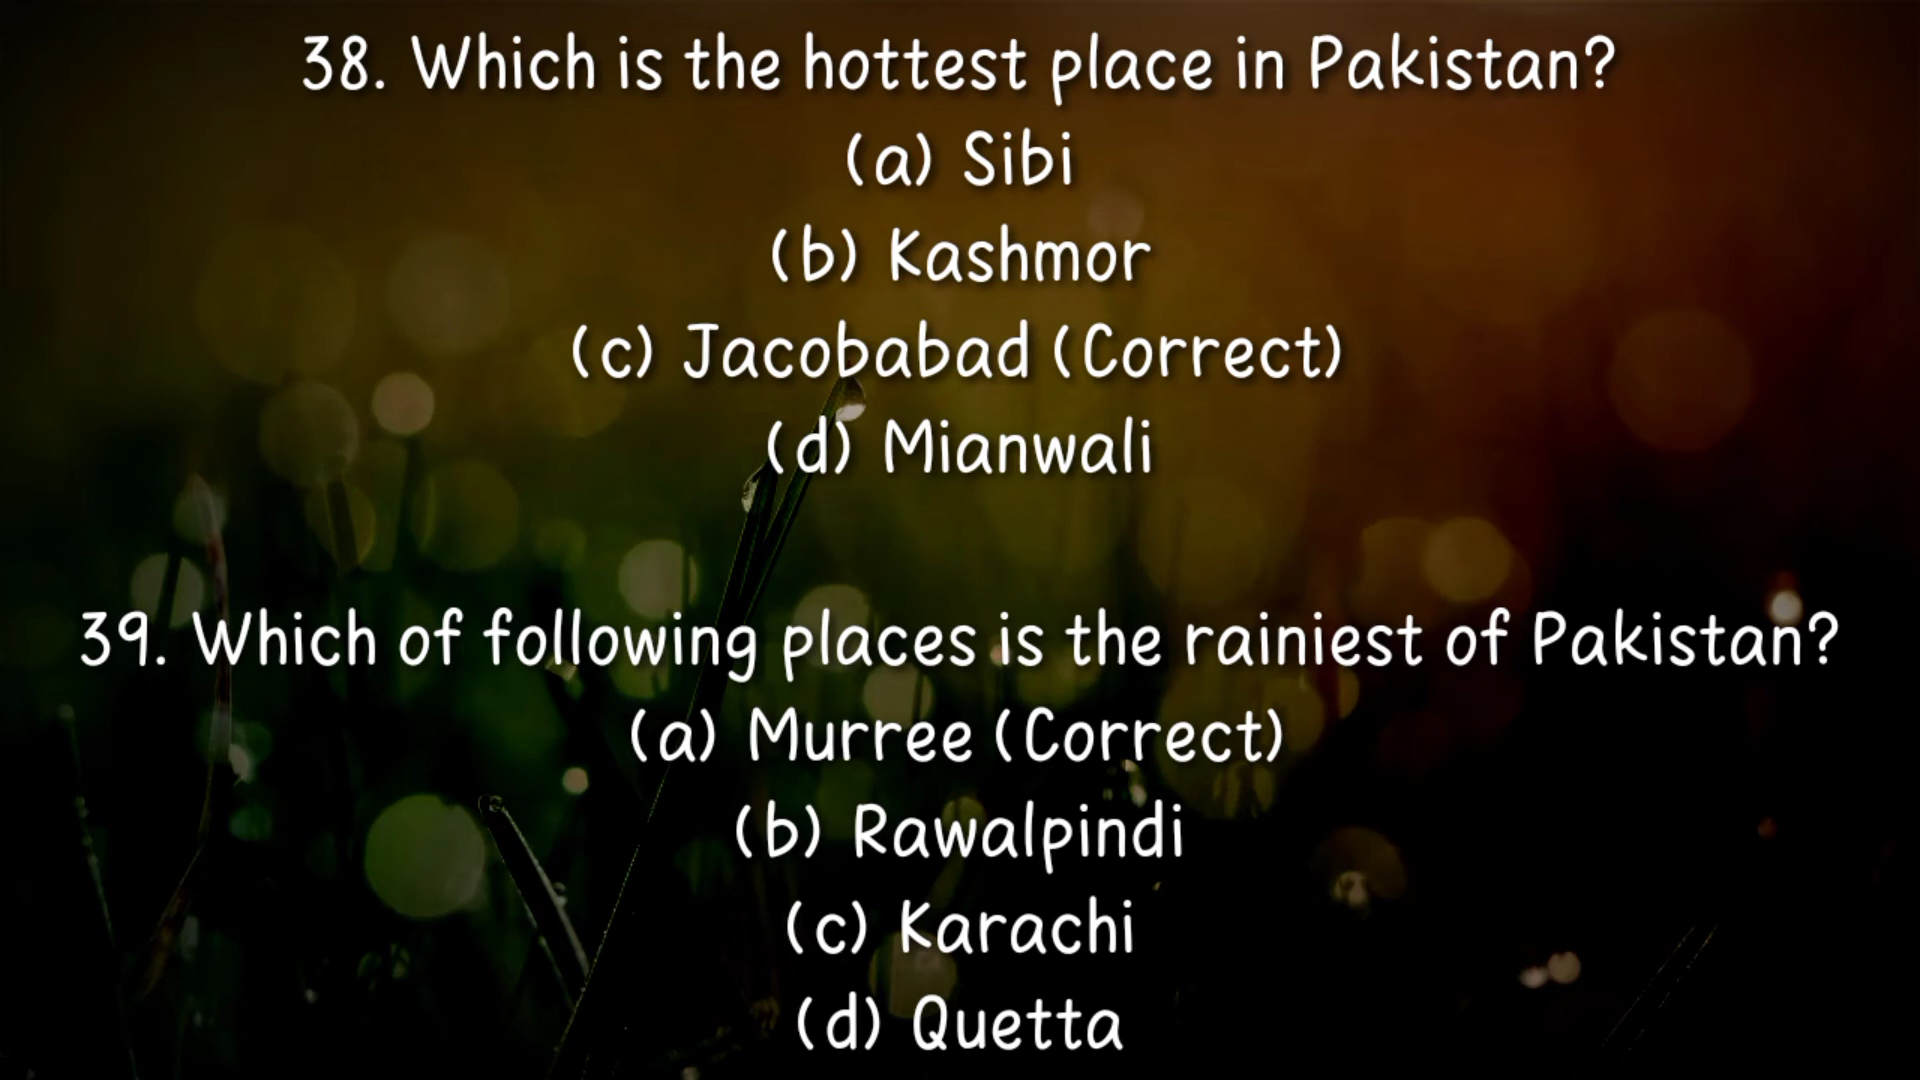 38. Which is the hottest place in Pakistan?
(a) Sibi
(b) Kashmor
(c) Jacobabad (Correct)
(d) Mianwali
39. Which of following places is the rainiest of Pakistan?
(a) Murree (Correct)
(b) Rawalpindi
(c) Karachi
(d) Quetta